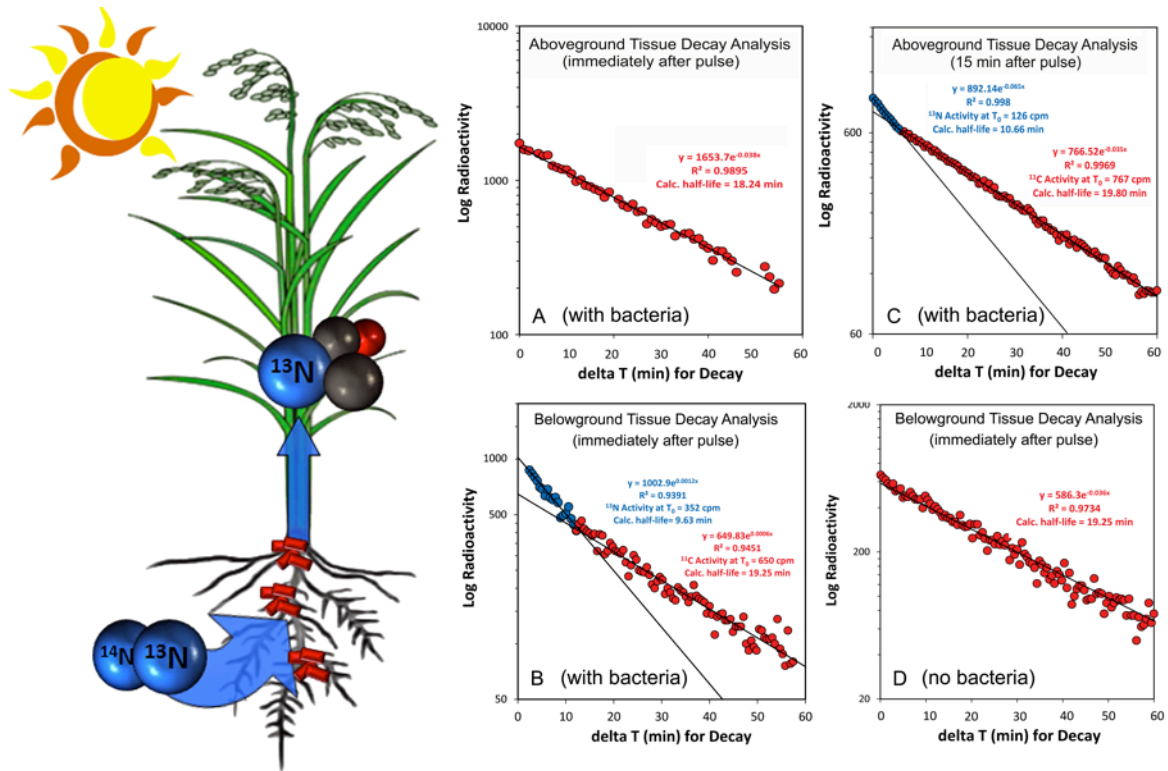 ¹³N
¹⁴N
¹³N
Aboveground Tissue Decay Analysis
(immediately after pulse)
y = 1653.7e^-0.038x
R² = 0.9895
Calc. half-life = 18.24 min
Log Radioactivity
10000
1000
100
0 10 20 30 40 50 60
A (with bacteria)
delta T (min) for Decay
Aboveground Tissue Decay Analysis
(15 min after pulse)
y = 892.14e^-0.065x
R² = 0.998
¹³N Activity at T₀ = 126 cpm
Calc. half-life = 10.66 min
y = 766.52e^-0.035x
R² = 0.9969
¹¹C Activity at T₀ = 767 cpm
Calc. half-life = 19.80 min
Log Radioactivity
600
60
0 10 20 30 40 50 60
C (with bacteria)
delta T (min) for Decay
Belowground Tissue Decay Analysis
(immediately after pulse)
y = 1002.9e^0.0012x
R² = 0.9391
¹³N Activity at T₀ = 352 cpm
Calc. half-life= 9.63 min
y = 649.83e^0.0006x
R² = 0.9451
¹¹C Activity at T₀ = 650 cpm
Calc. half-life = 19.25 min
Log Radioactivity
1000
500
50
0 10 20 30 40 50 60
B (with bacteria)
delta T (min) for Decay
Belowground Tissue Decay Analysis
(immediately after pulse)
y = 586.3e^-0.036x
R² = 0.9734
Calc. half-life = 19.25 min
Log Radioactivity
2000
200
20
0 10 20 30 40 50 60
D (no bacteria)
delta T (min) for Decay